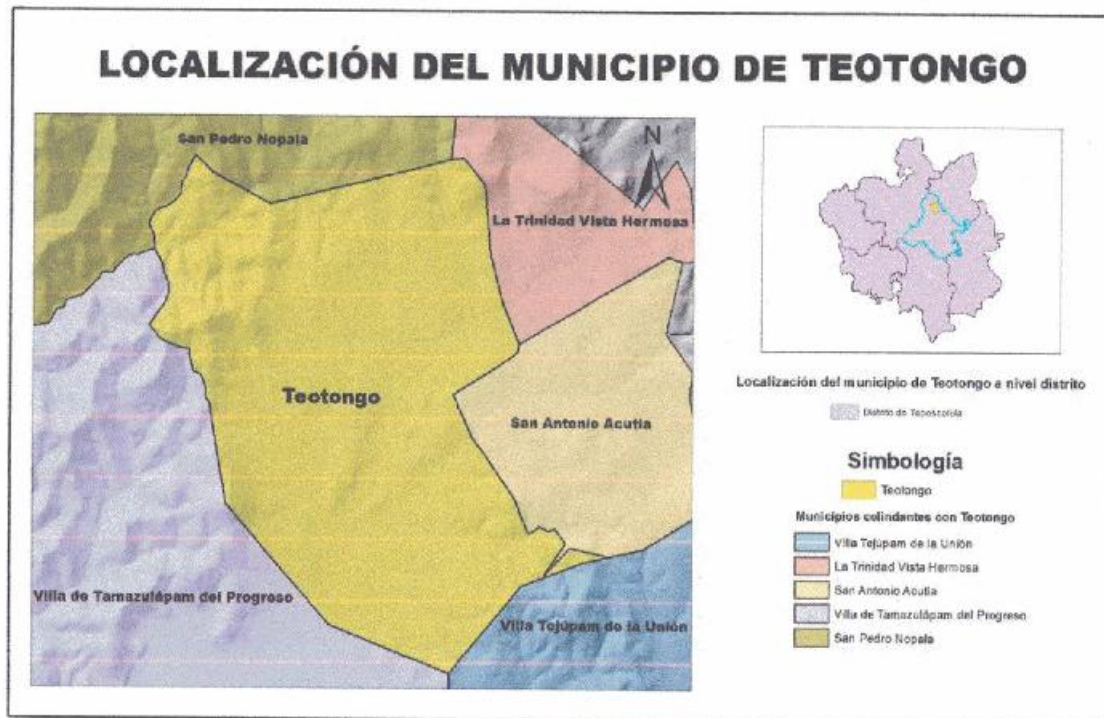 LOCALIZACIÓN DEL MUNICIPIO DE TEOTONGO
San Pedro Nopala
N
La Trinidad Vista Hermosa
Teotongo
San Antonio Acutla
Villa de Tamazulápam del Progreso
Villa Tejúpam de la Unión
Localización del municipio de Teotongo a nivel distrito
Distrito de Teposcolula
Simbología
Teotongo
Municipios colindantes con Teotongo
Villa Tejúpam de la Unión
La Trinidad Vista Hermosa
San Antonio Acutla
Villa de Tamazulápam del Progreso
San Pedro Nopala